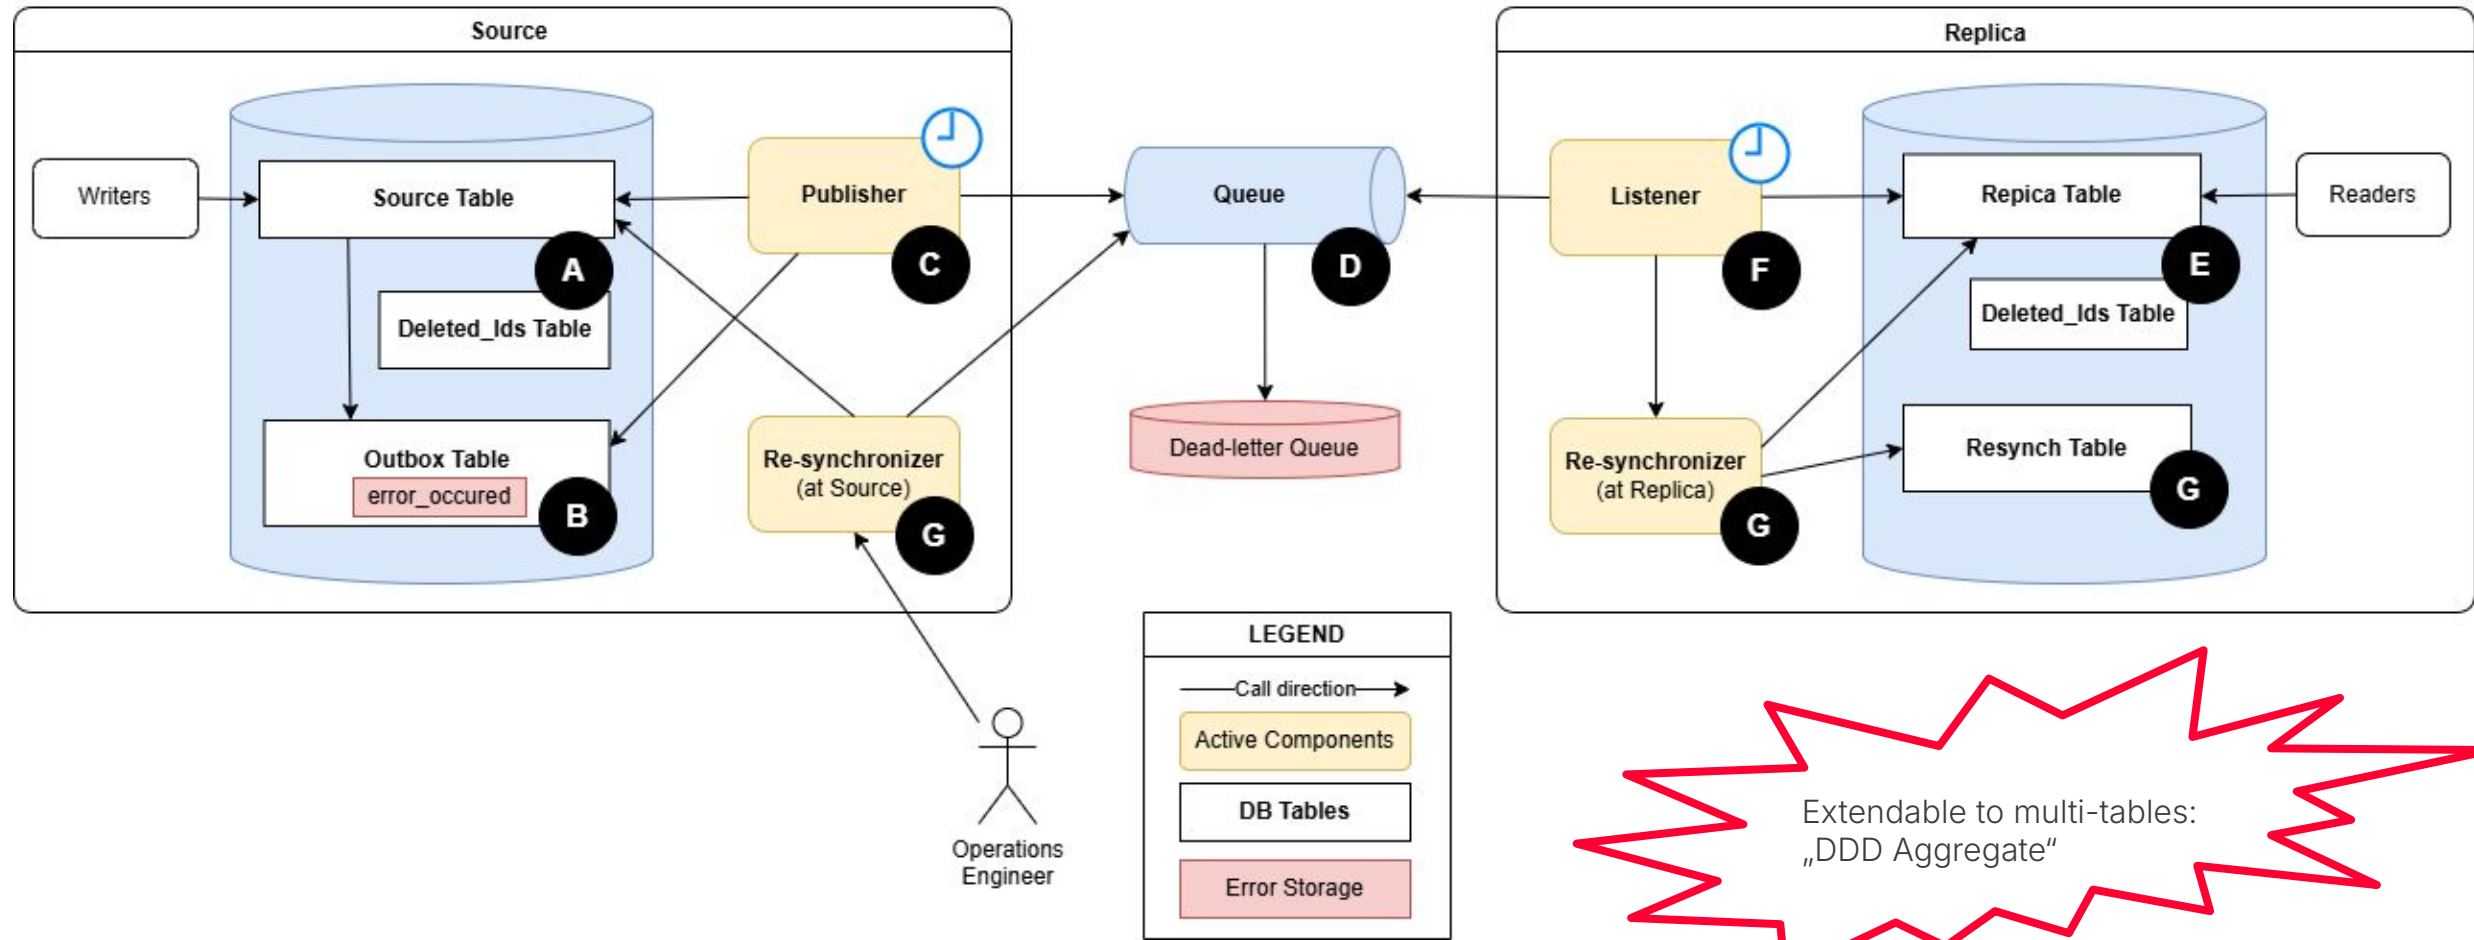 Source
Writers
Source Table
A
Deleted_Ids Table
Outbox Table
error_occured
B
Publisher
C
Re-synchronizer
(at Source)
G
Operations
Engineer
Queue
D
Dead-letter Queue
LEGEND
Call direction
Active Components
DB Tables
Error Storage
Replica
Listener
F
Re-synchronizer
(at Replica)
G
Repica Table
E
Deleted_Ids Table
Resynch Table
G
Readers
Extendable to multi-tables:
„DDD Aggregate“